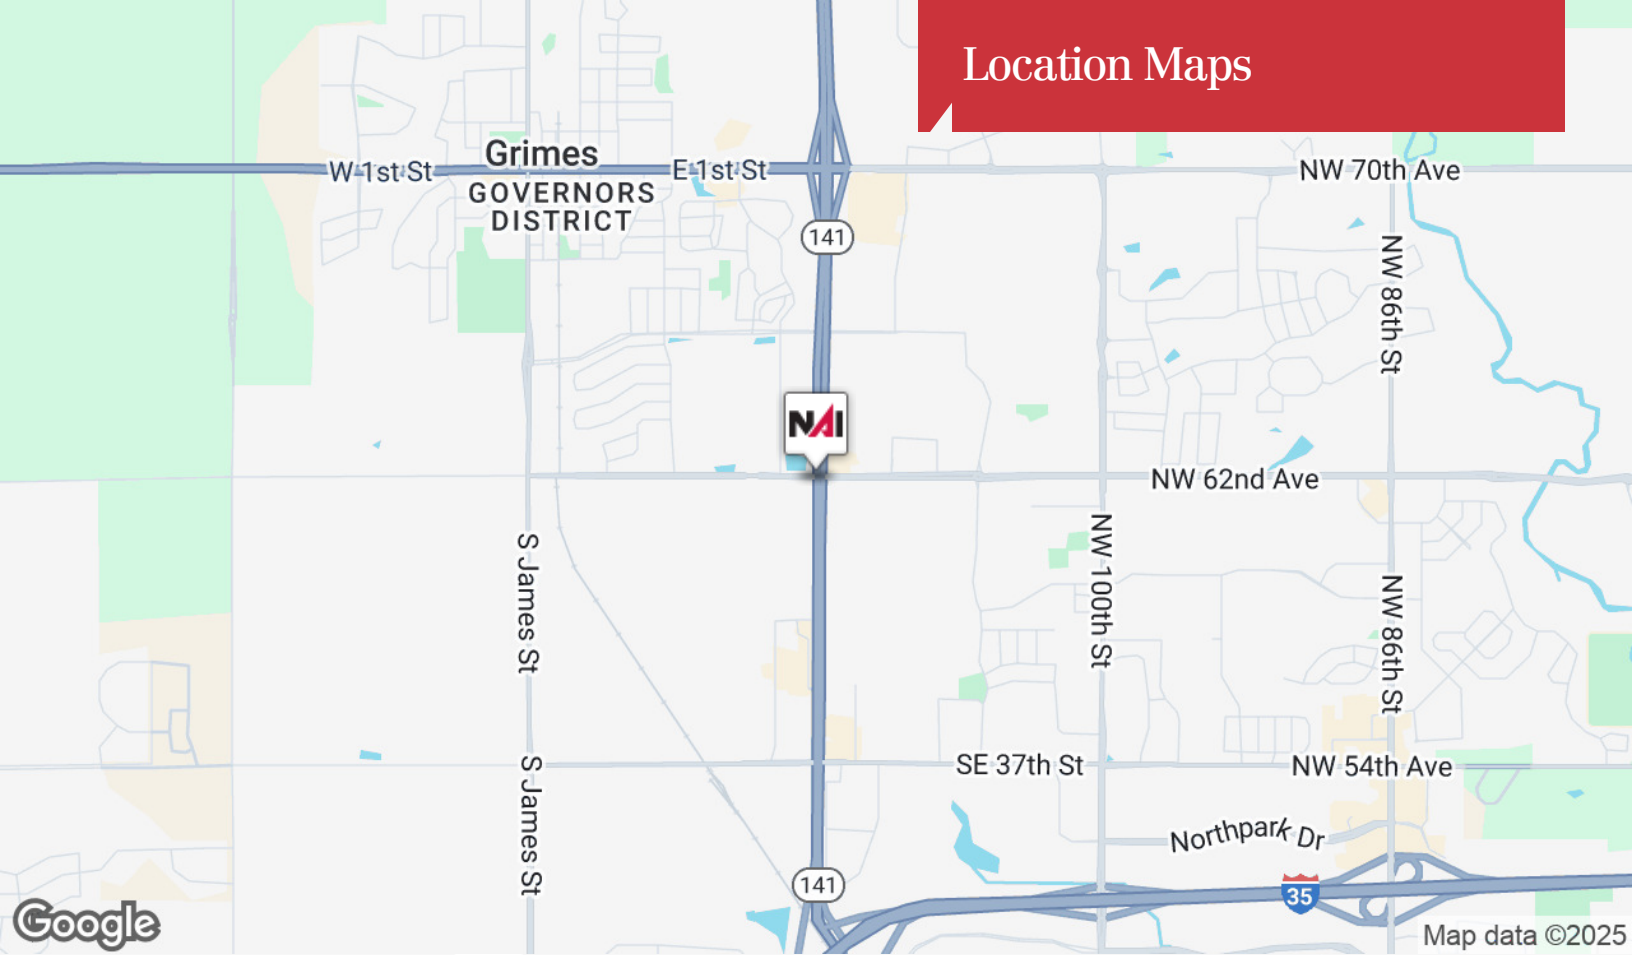 Location Maps
Grimes
W 1st St
E 1st St
NW 70th Ave
GOVERNORS
DISTRICT
141
NW 86th St
NAI
NW 62nd Ave
S James St
NW 100th St
NW 86th St
S James St
SE 37th St
NW 54th Ave
Northpark Dr
141
35
Google
Map data ©2025